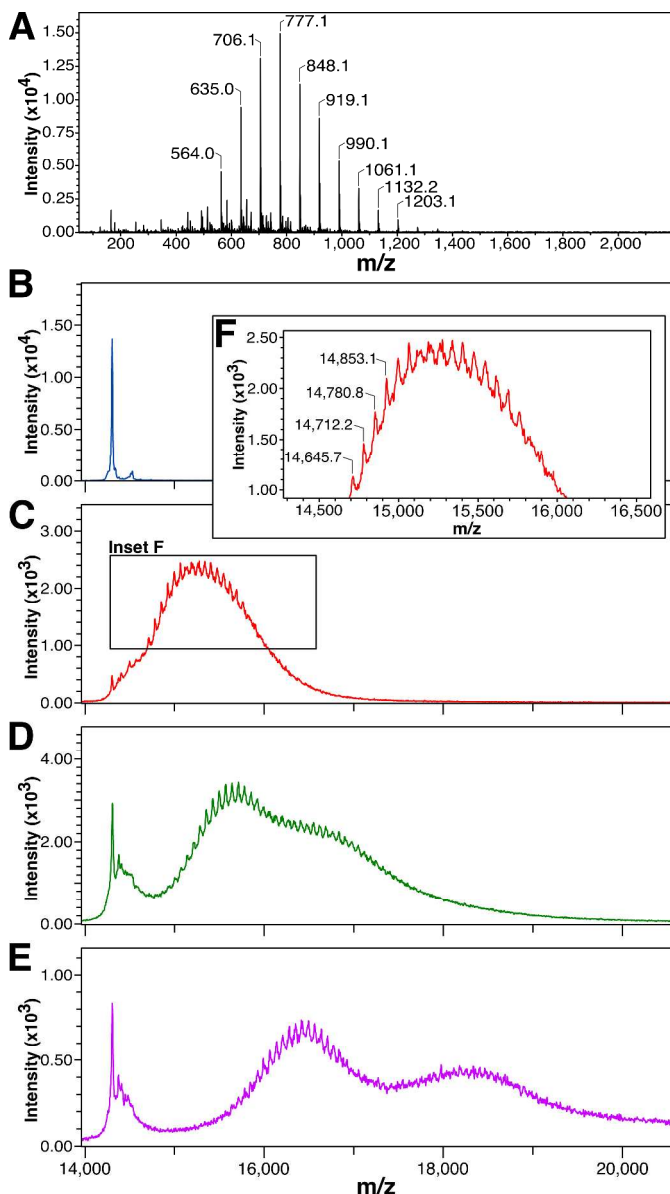 A
Intensity (x10⁴)
1.50
1.25
1.00
0.75
0.50
0.25
0.00
564.0
635.0
706.1
777.1
848.1
919.1
990.1
1061.1
1132.2
1203.1
200 400 600 800 1,000 1,200 1,400 1,600 1,800 2,000
m/z
B
Intensity (x10⁴)
1.50
1.00
0.50
0.00
F
Intensity (x10³)
2.50
2.00
1.50
1.00
14,853.1
14,780.8
14,712.2
14,645.7
14,500 15,000 15,500 16,000 16,500
m/z
C
Intensity (x10³)
3.00
2.00
1.00
0.00
Inset F
D
Intensity (x10³)
4.00
2.00
0.00
E
Intensity (x10³)
1.00
0.50
0.00
14,000 16,000 18,000 20,000
m/z